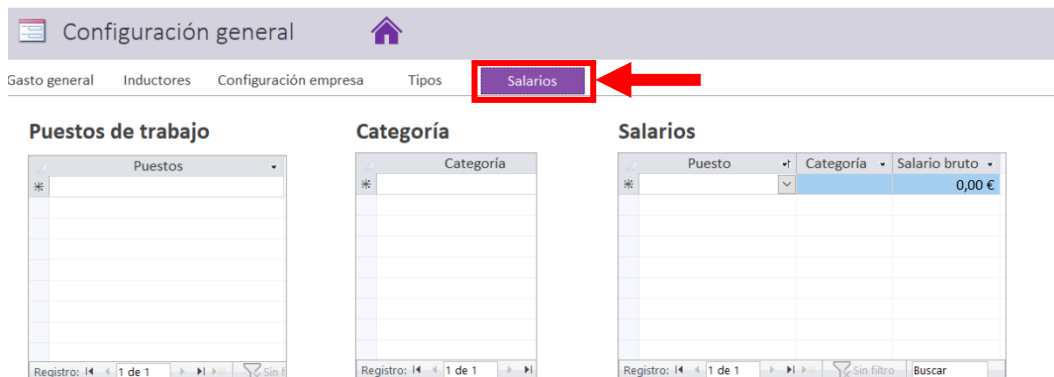 Configuración general
Gasto general Inductores Configuración empresa Tipos Salarios
Puestos de trabajo Categoría Salarios
Puestos Categoría Puesto Categoría Salario bruto
0,00 €
Registro: 1 de 1 Sin f Registro: 1 de 1 Registro: 1 de 1 Sin filtro Buscar